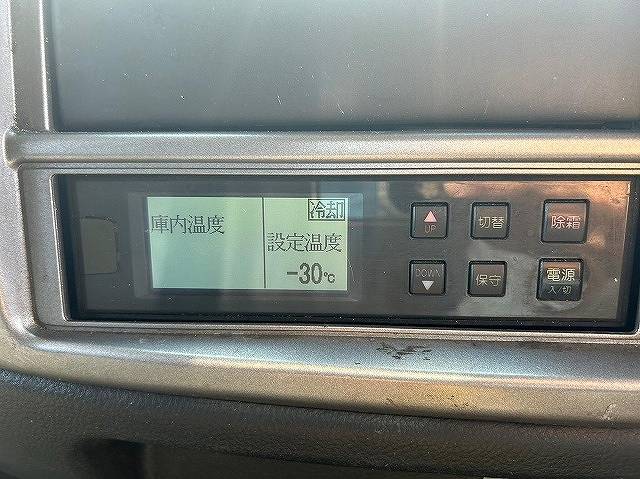 庫内温度
冷却
設定温度
-30℃
UP
切替
除霜
DOWN
保守
電源
入/切